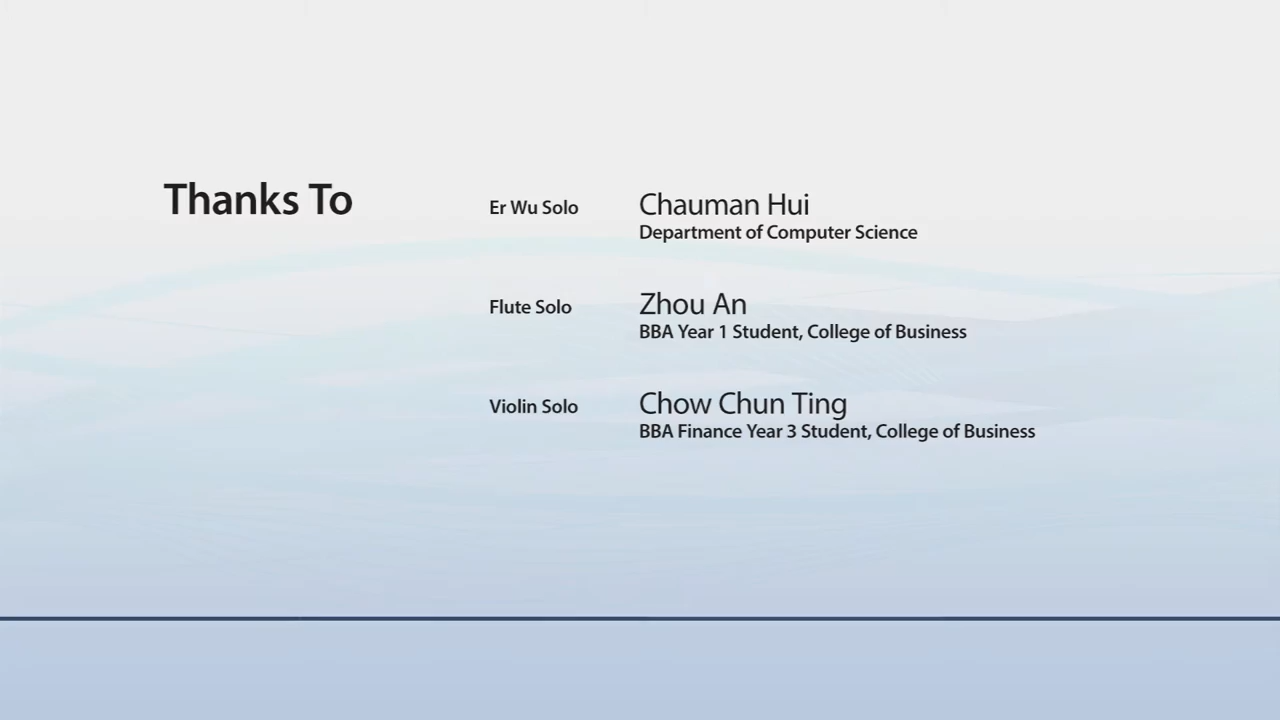 Thanks To
Er Wu Solo
Chauman Hui
Department of Computer Science
Flute Solo
Zhou An
BBA Year 1 Student, College of Business
Violin Solo
Chow Chun Ting
BBA Finance Year 3 Student, College of Business